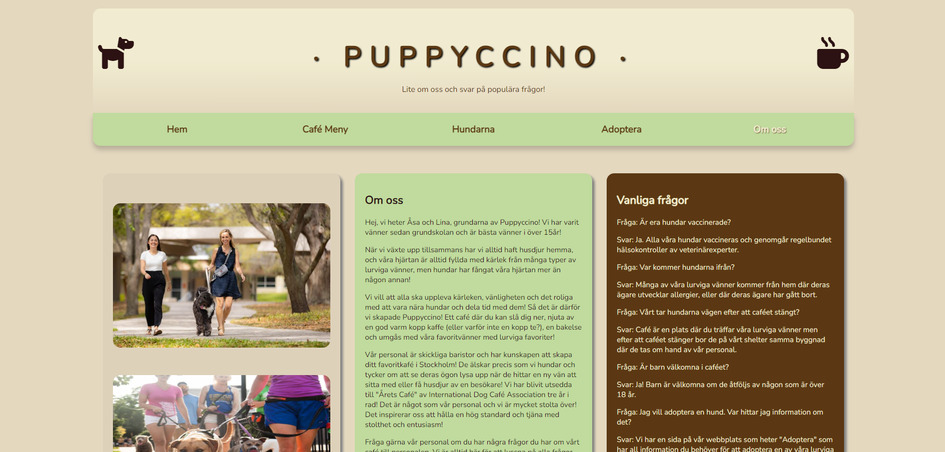 · PUPPYCCINO ·
Lite om oss och svar på populära frågor!
Hem
Café Meny
Hundarna
Adoptera
Om oss
Om oss
Hej, vi heter Åsa och Lina, grundarna av Puppyccino! Vi har varit
vänner sedan grundskolan och är bästa vänner i över 15år!
När vi växte upp tillsammans har vi alltid haft husdjur hemma,
och våra hjärtan är alltid fyllda med kärlek från många typer av
lurviga vänner, men hundar har fångat våra hjärtan mer än
någon annan!
Vi vill att alla ska uppleva kärleken, vänligheten och det roliga
med att vara nära hundar och dela tid med dem! Så det är därför
vi skapade Puppyccino! Ett café där du kan slå dig ner, njuta av
en god varm kopp kaffe (eller varför inte en kopp te?), en bakelse
och umgås med våra favoritvänner med lurviga favoriter!
Vår personal är skickliga baristor och har kunskapen att skapa
ditt favoritkafé i Stockholm! De älskar precis som vi hundar och
tycker om att se deras ögon lysa upp när de hittar en ny vän att
sitta med eller få husdjur av en besökare! Vi har blivit utsedda
till "Årets Café" av International Dog Café Association tre år i
rad! Det är något som vår personal och vi är mycket stolta över!
Det inspirerar oss att hålla en hög standard och tjäna med
stolthet och entusiasm!
Fråga gärna vår personal om du har några frågor du har om vårt
Vanliga frågor
Fråga: Är era hundar vaccinerade?
Svar: Ja. Alla våra hundar vaccineras och genomgår regelbundet
hälsokontroller av veterinärexperter.
Fråga: Var kommer hundarna ifrån?
Svar: Många av våra lurviga vänner kommer från hem där deras
ägare utvecklar allergier, eller där deras ägare har gått bort.
Fråga: Vårt tar hundarna vägen efter att caféet stängt?
Svar: Café är en plats där du träffar våra lurviga vänner men
efter att caféet stänger bor de på vårt shelter samma byggnad
där de tas om hand av vår personal.
Fråga: Är barn välkomna i caféet?
Svar: Ja! Barn är välkomna om de åtföljs av någon som är över
18 år.
Fråga: Jag vill adoptera en hund. Var hittar jag information om
det?
Svar: Vi har en sida på vår webbplats som heter "Adoptera" som
har all information du behöver för att adoptera en av våra lurviga